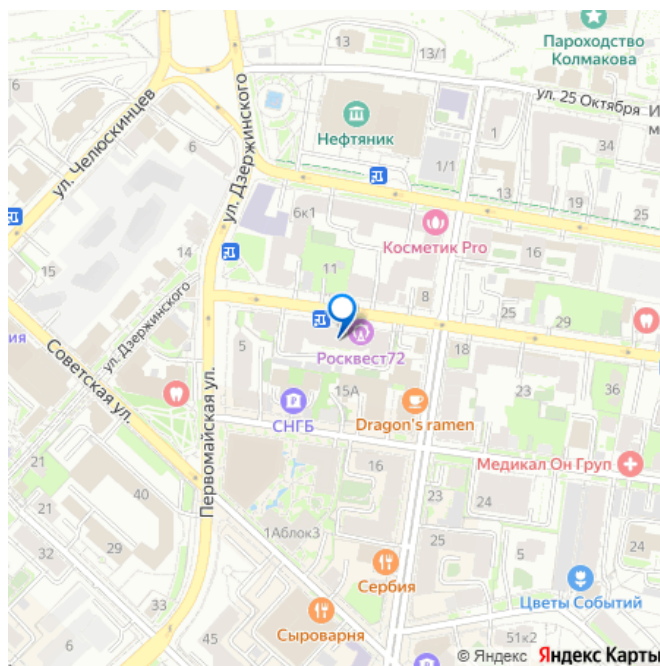 Пароходство
Колмакова
13
13/1
6
ул. 25 Октября
И
м
Нефтяник
ул. Челюскинцев
ул. Дзержинского
6
1
34
1/1
13
19
25
6к1
Косметик Pro
16
14
15
11
8
25
29
ул. Дзержинского
ия
Росквест72
5
18
15А
36
Советская ул.
Первомайская ул.
СНГБ
Dragon's ramen
Медикал Он Груп
21
16
23
24
21
40
32
29
1Аблок3
23
25
5
24
Сербия
Цветы Событий
33
6
45
Сыроварня
51к2
© Яндекс Яндекс Карты